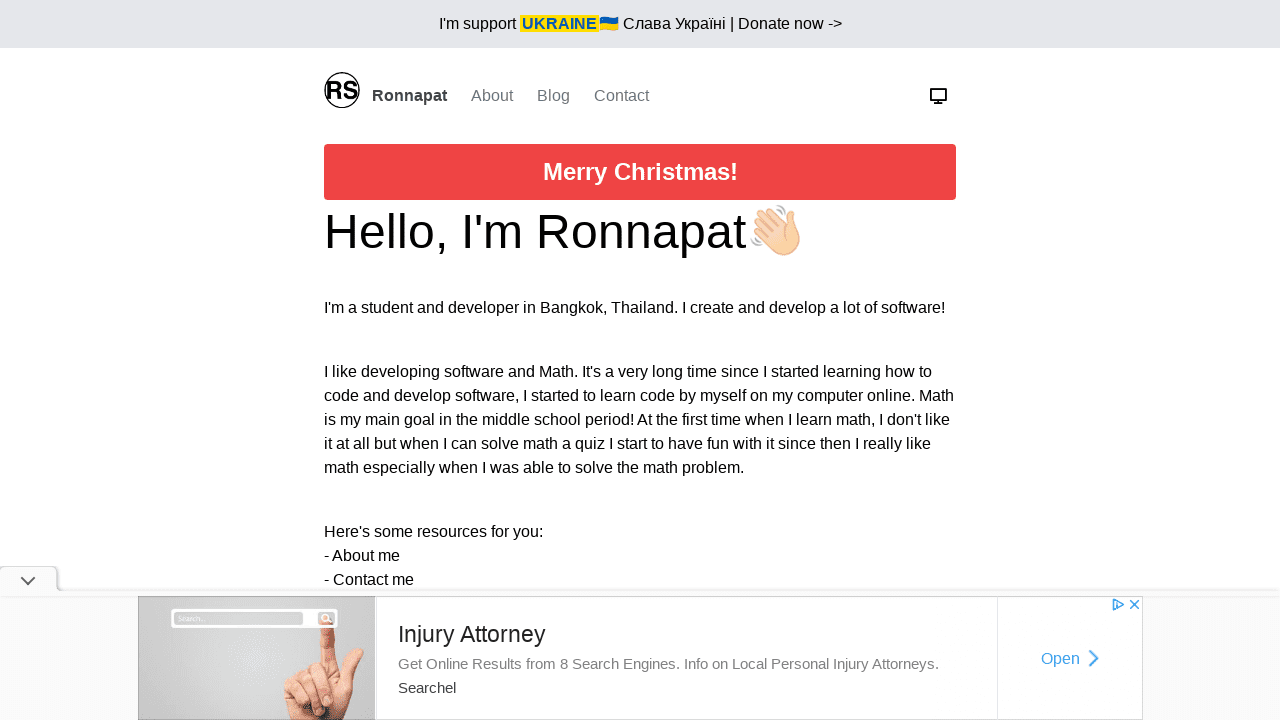 I'm support UKRAINE🇺🇦 Слава Україні | Donate now ->
RS Ronnapat About Blog Contact
Merry Christmas!
Hello, I'm Ronnapat👋🏻
I'm a student and developer in Bangkok, Thailand. I create and develop a lot of software!
I like developing software and Math. It's a very long time since I started learning how to
code and develop software, I started to learn code by myself on my computer online. Math
is my main goal in the middle school period! At the first time when I learn math, I don't like
it at all but when I can solve math a quiz I start to have fun with it since then I really like
math especially when I was able to solve the math problem.
Here's some resources for you:
- About me
- Contact me
Search...
Injury Attorney
Get Online Results from 8 Search Engines. Info on Local Personal Injury Attorneys.
Searchel
Open